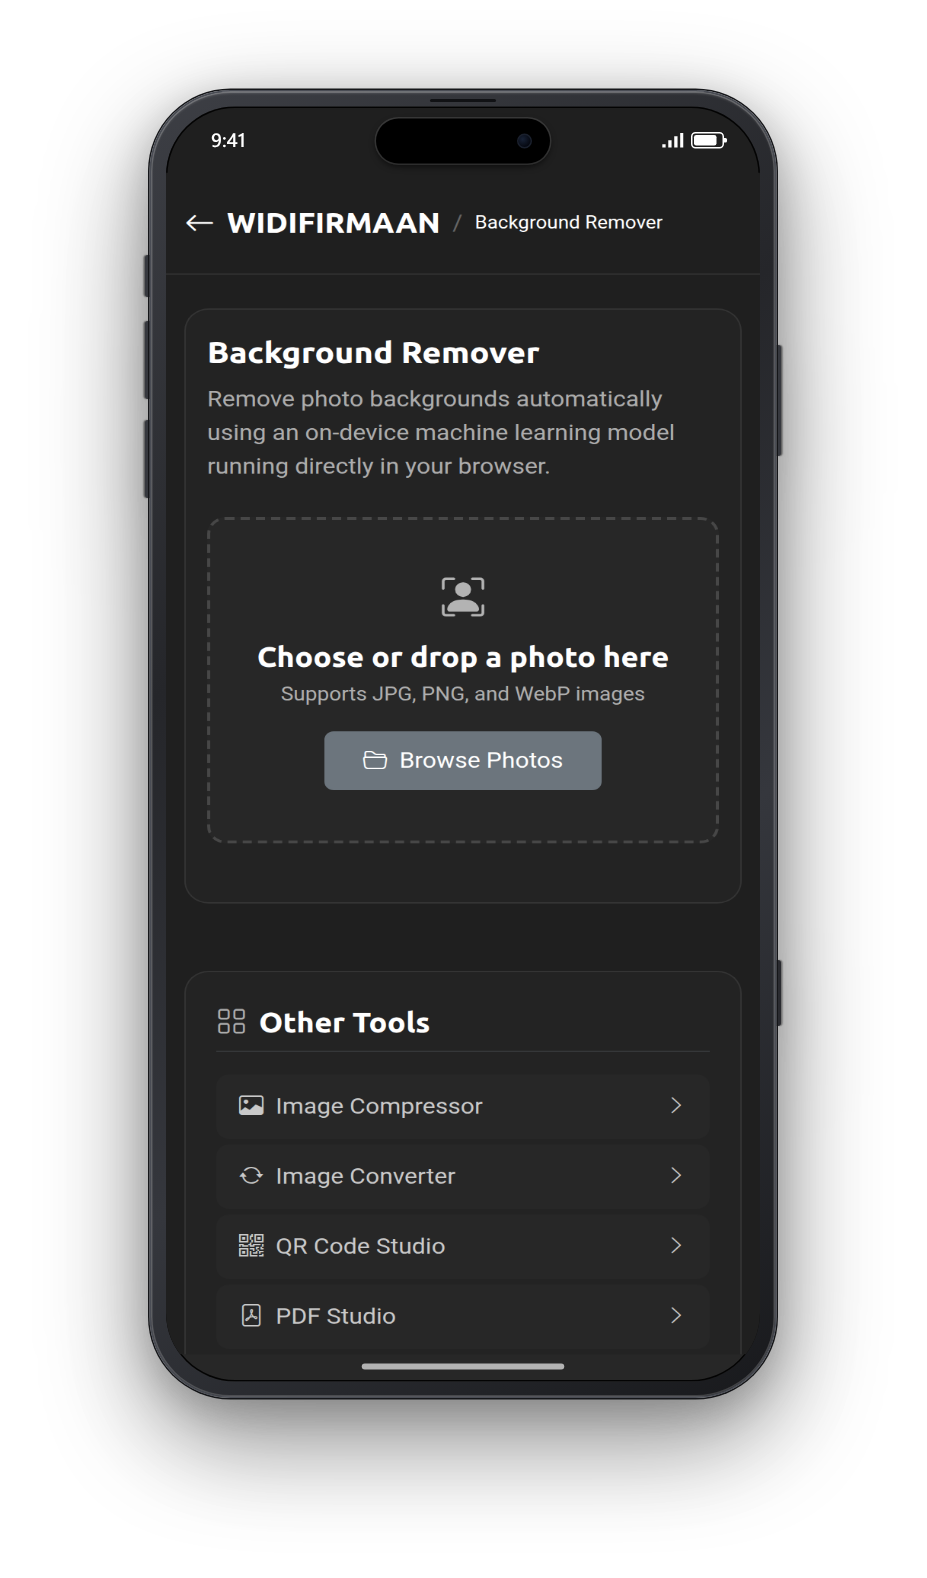 9:41
WIDIFIRMAAN / Background Remover
Background Remover
Remove photo backgrounds automatically
using an on-device machine learning model
running directly in your browser.
Choose or drop a photo here
Supports JPG, PNG, and WebP images
Browse Photos
Other Tools
Image Compressor
Image Converter
QR Code Studio
PDF Studio